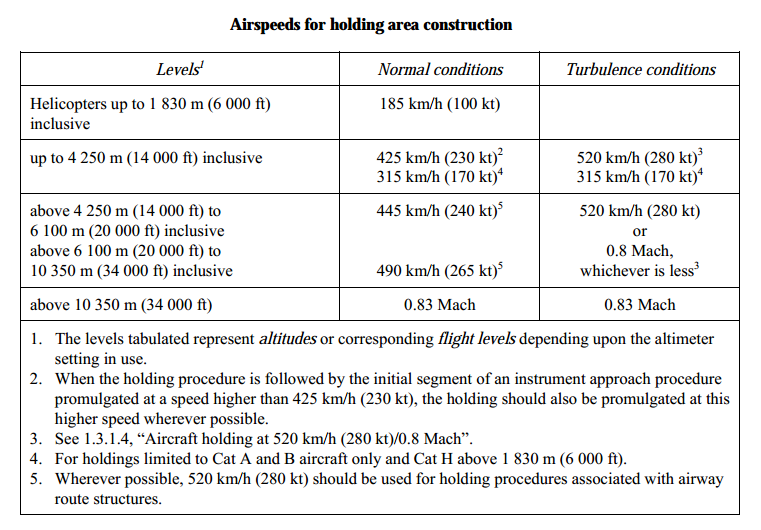 Airspeeds for holding area construction
Levels1 Normal conditions Turbulence conditions
Helicopters up to 1 830 m (6 000 ft) 185 km/h (100 kt)
inclusive
up to 4 250 m (14 000 ft) inclusive 425 km/h (230 kt)2 520 km/h (280 kt)3
315 km/h (170 kt)4 315 km/h (170 kt)4
above 4 250 m (14 000 ft) to 445 km/h (240 kt)5 520 km/h (280 kt)
6 100 m (20 000 ft) inclusive or
above 6 100 m (20 000 ft) to 0.8 Mach,
10 350 m (34 000 ft) inclusive 490 km/h (265 kt)5 whichever is less3
above 10 350 m (34 000 ft) 0.83 Mach 0.83 Mach
1. The levels tabulated represent altitudes or corresponding flight levels depending upon the altimeter
setting in use.
2. When the holding procedure is followed by the initial segment of an instrument approach procedure
promulgated at a speed higher than 425 km/h (230 kt), the holding should also be promulgated at this
higher speed wherever possible.
3. See 1.3.1.4, “Aircraft holding at 520 km/h (280 kt)/0.8 Mach”.
4. For holdings limited to Cat A and B aircraft only and Cat H above 1 830 m (6 000 ft).
5. Wherever possible, 520 km/h (280 kt) should be used for holding procedures associated with airway
route structures.